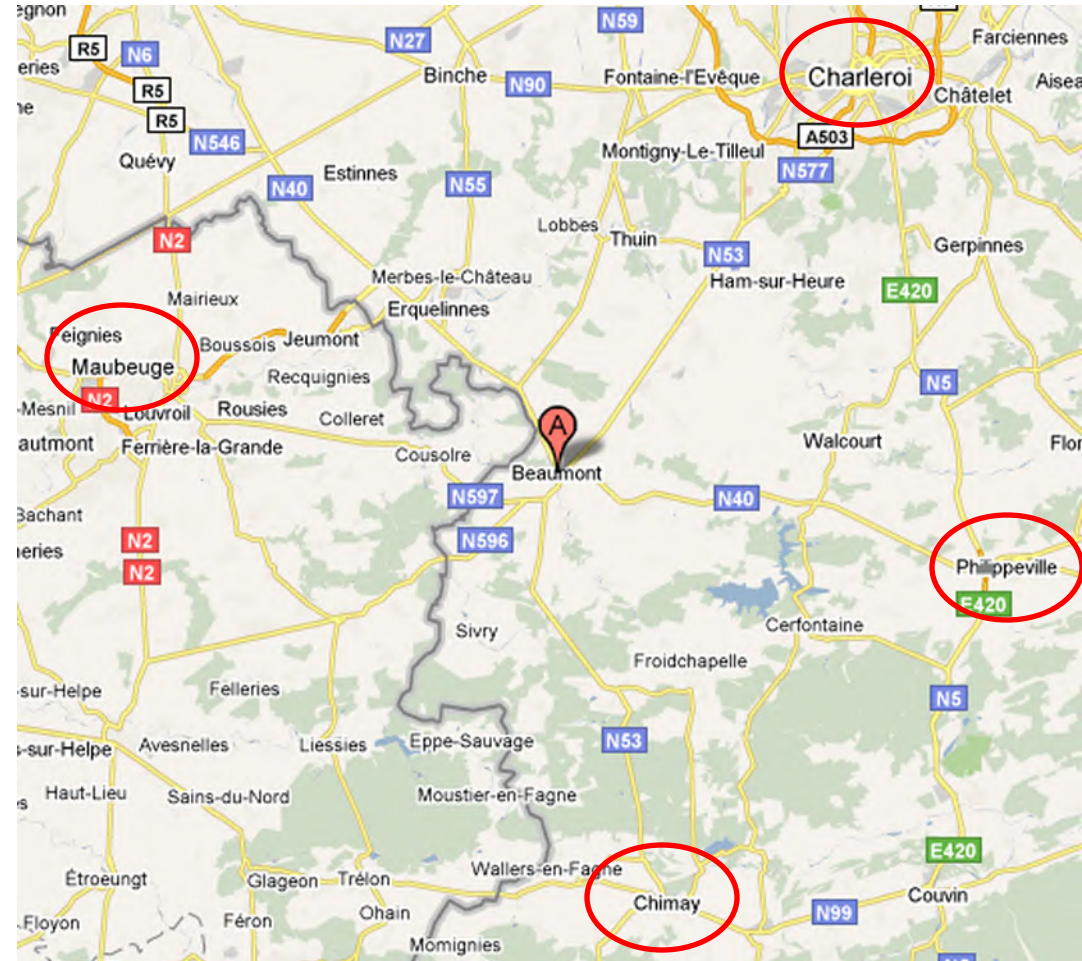 egnon
N59
R5
N6
N27
Farciennes
eries
Binche
N90
Fontaine-l'Evêque
Charleroi
Châtelet
Aisea
R5
ne
R5
A503
N546
Quévy
Montigny-Le-Tilleul
N577
Estinnes
N40
N55
Lobbes
Thuin
N2
N53
Gerpinnes
Merbes-le-Château
Ham-sur-Heure
E420
Mairieux
Erquelinnes
Feignies
Boussois
Jeumont
Maubeuge
Recquignies
N5
N2
-Mesnil
Louvroil
Rousies
Colleret
A
autmont
Ferrière-la-Grande
Cousolre
Walcourt
Flor
Beaumont
N597
N40
Bachant
N2
N596
eries
N2
Philippeville
E420
Sivry
Cerfontaine
Froidchapelle
-sur-Helpe
Felleries
N5
s-sur-Helpe
Avesnelles
Liessies
Eppe-Sauvage
N53
Haut-Lieu
Sains-du-Nord
Moustier-en-Fagne
s
E420
Étroeungt
Glageon
Trélon
Wallers-en-Fagne
Chimay
Couvin
Floyon
Féron
Ohain
N99
Momignies